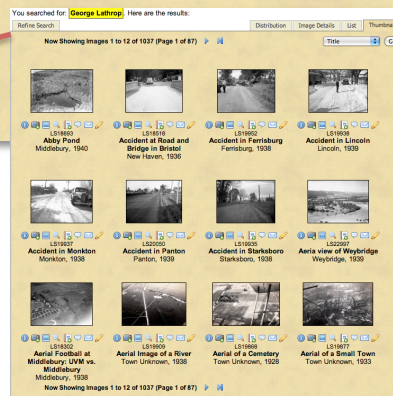 You searched for: George Lathrop. Here are the results:
Refine Search
Distribution Image Details List Thumbna
Now Showing Images 1 to 12 of 1037 (Page 1 of 87)
Title
LS18693
Abby Pond
Middlebury, 1940
LS18518
Accident at Road and
Bridge in Bristol
New Haven, 1936
LS19952
Accident in Ferrisburg
Ferrisburg, 1938
LS19938
Accident in Lincoln
Lincoln, 1939
LS19937
Accident in Monkton
Monkton, 1938
LS20050
Accident in Panton
Panton, 1939
LS19935
Accident in Starksboro
Starksboro, 1938
LS22997
Aeria view of Weybridge
Weybridge, 1939
LS18302
Aerial Football at
Middlebury: UVM vs.
Middlebury
Middlebury, 1938
LS19909
Aerial Image of a River
Town Unknown, 1938
LS19866
Aerial of a Cemetery
Town Unknown, 1928
LS19677
Aerial of a Small Town
Town Unknown, 1933
Now Showing Images 1 to 12 of 1037 (Page 1 of 87)